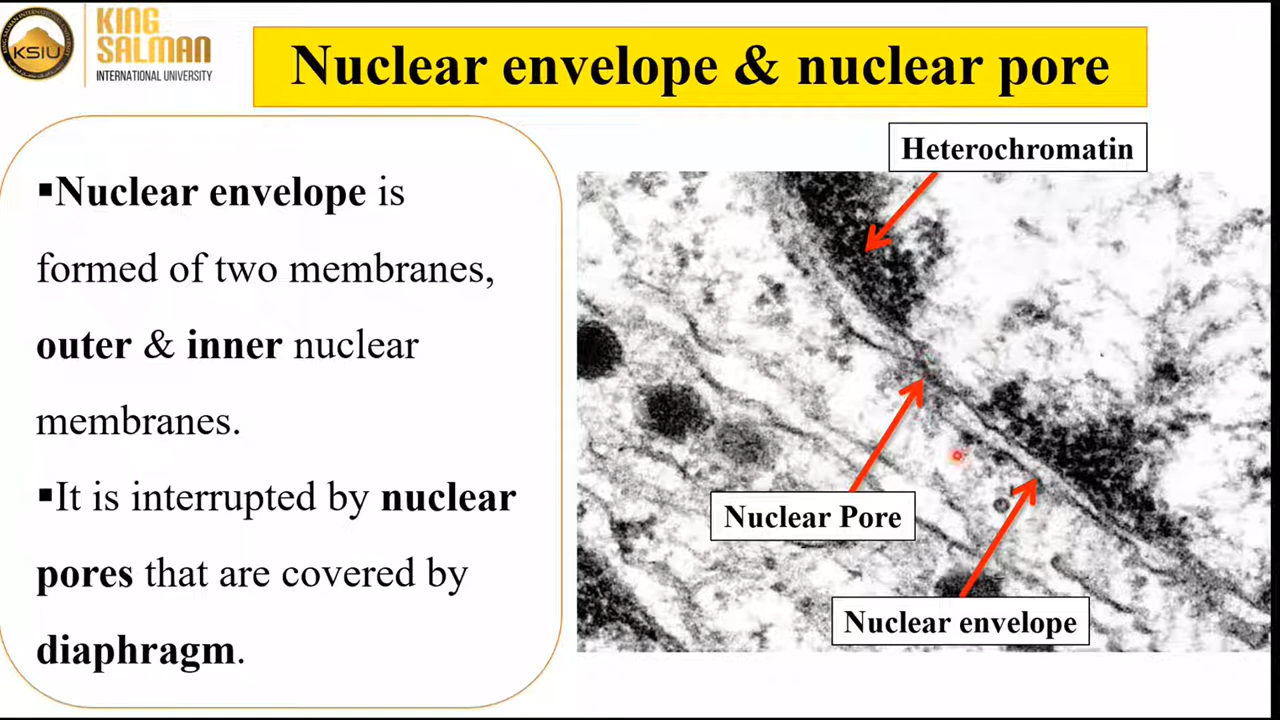 KSIU
KING
SALMAN
INTERNATIONAL UNIVERSITY
Nuclear envelope & nuclear pore
▪Nuclear envelope is
formed of two membranes,
outer & inner nuclear
membranes.
▪It is interrupted by nuclear
pores that are covered by
diaphragm.
Heterochromatin
Nuclear Pore
Nuclear envelope